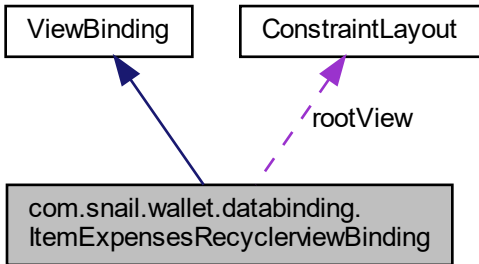 ViewBinding
ConstraintLayout
rootView
com.snail.wallet.databinding.
ItemExpensesRecyclerviewBinding